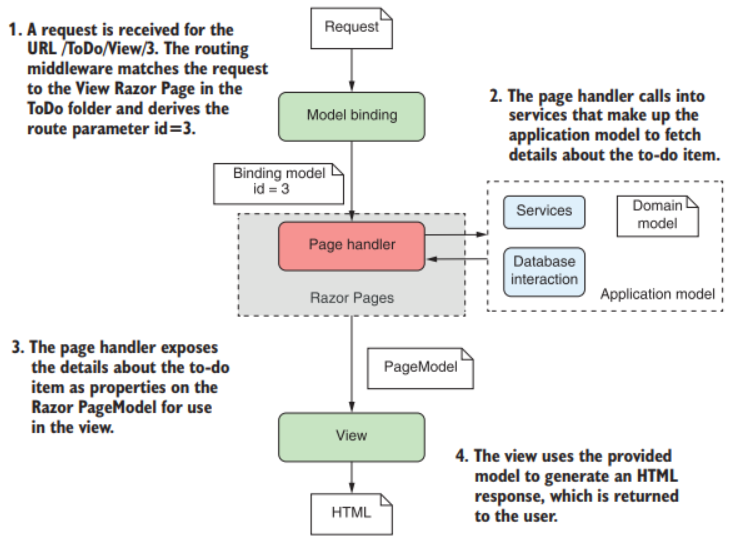 1. A request is received for the
URL /ToDo/View/3. The routing
middleware matches the request
to the View Razor Page in the
ToDo folder and derives the
route parameter id=3.
Request
Model binding
2. The page handler calls into
services that make up the
application model to fetch
details about the to-do item.
Binding model
id = 3
Page handler
Razor Pages
Services
Domain
model
Database
interaction
Application model
3. The page handler exposes
the details about the to-do
item as properties on the
Razor PageModel for use
in the view.
PageModel
View
4. The view uses the provided
model to generate an HTML
response, which is returned
to the user.
HTML